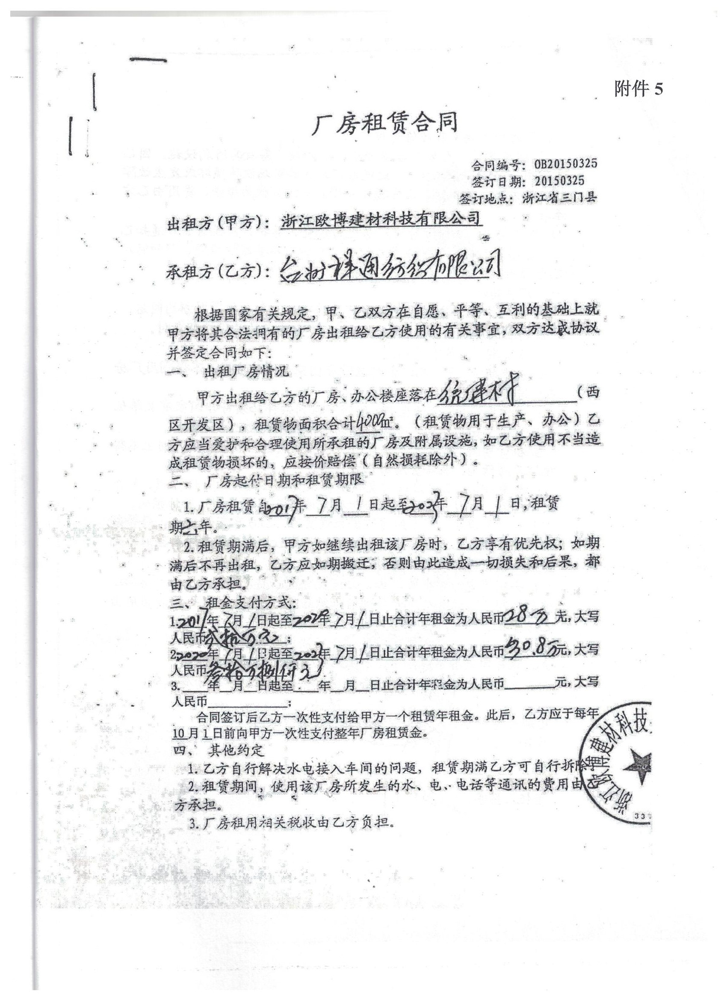 附件 5
厂房租赁合同
合同编号：OB20150325
签订日期：20150325
签订地点：浙江省三门县
出租方(甲方)：浙江欧博建材科技有限公司
承租方(乙方)：台州祥通纺织有限公司
根据国家有关规定，甲、乙双方在自愿、平等、互利的基础上就
甲方将其合法拥有的厂房出租给乙方使用的有关事宜，双方达成协议
并签定合同如下：
一、 出租厂房情况
甲方出租给乙方的厂房、办公楼座落在 建材（西
区开发区），租赁物面积合计4000㎡。（租赁物用于生产、办公）乙
方应当爱护和合理使用所承租的厂房及附属设施，如乙方使用不当造
成租赁物损坏的，应按价赔偿（自然损耗除外）。
二、 厂房起付日期和租赁期限
1.厂房租赁自2017年7月1日起至2023年7月1日，租赁
期六年。
2.租赁期满后，甲方如继续出租该厂房时，乙方享有优先权；如期
满后不再出租，乙方应如期搬迁，否则由此造成一切损失和后果，都
由乙方承担。
三、 租金支付方式：
1.2017年7月1日起至2020年7月1日止合计年租金为人民币28万元，大写
人民币 拾 万元；
2.2020年7月1日起至2023年7月1日止合计年租金为人民币30.8万元，大写
人民币叁拾万捌仟元
3.____年__月__日起至____年__月__日止合计年租金为人民币________元，大写
人民币____________；
合同签订后乙方一次性支付给甲方一个租赁年租金。此后，乙方应于每年
10月1日前向甲方一次性支付整年厂房租赁金。
四、 其他约定
1.乙方自行解决水电接入车间的问题，租赁期满乙方可自行拆除
2.租赁期间，使用该厂房所发生的水、电、电话等通讯的费用由乙
方承担。
3.厂房租用相关税收由乙方负担。
浙江欧博建材科技
33